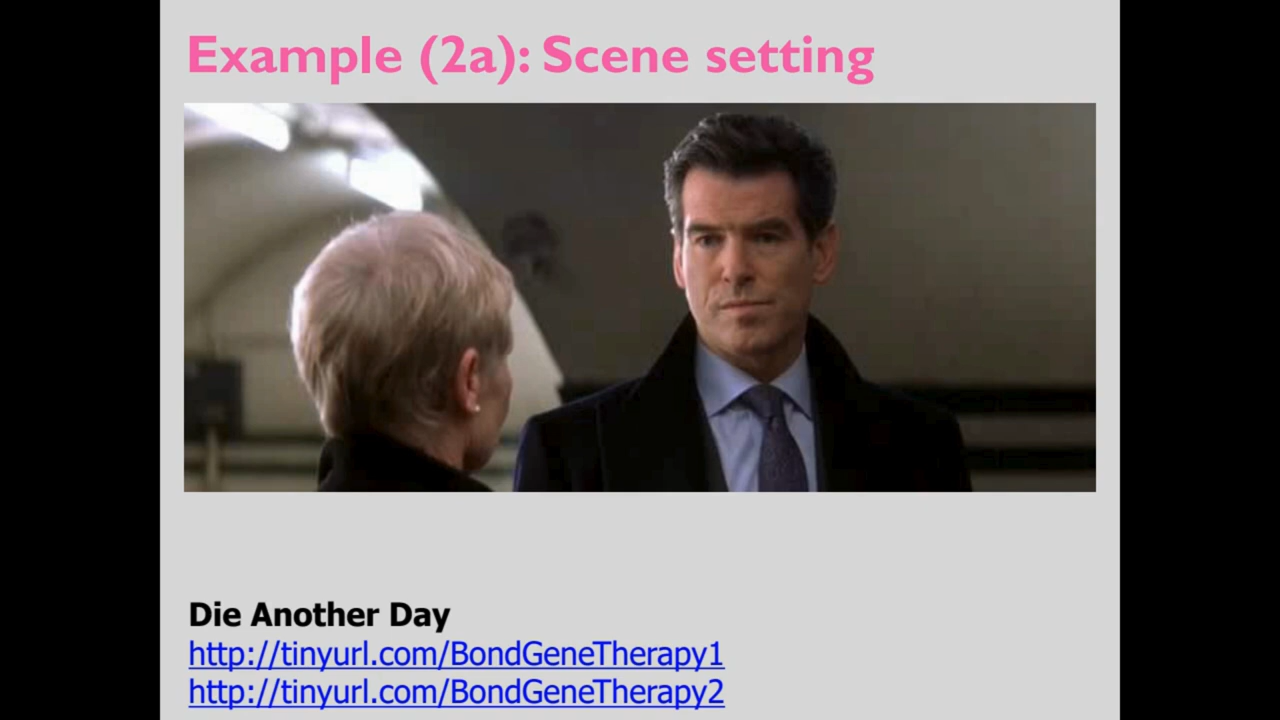 Example (2a): Scene setting
Die Another Day
http://tinyurl.com/BondGeneTherapy1
http://tinyurl.com/BondGeneTherapy2